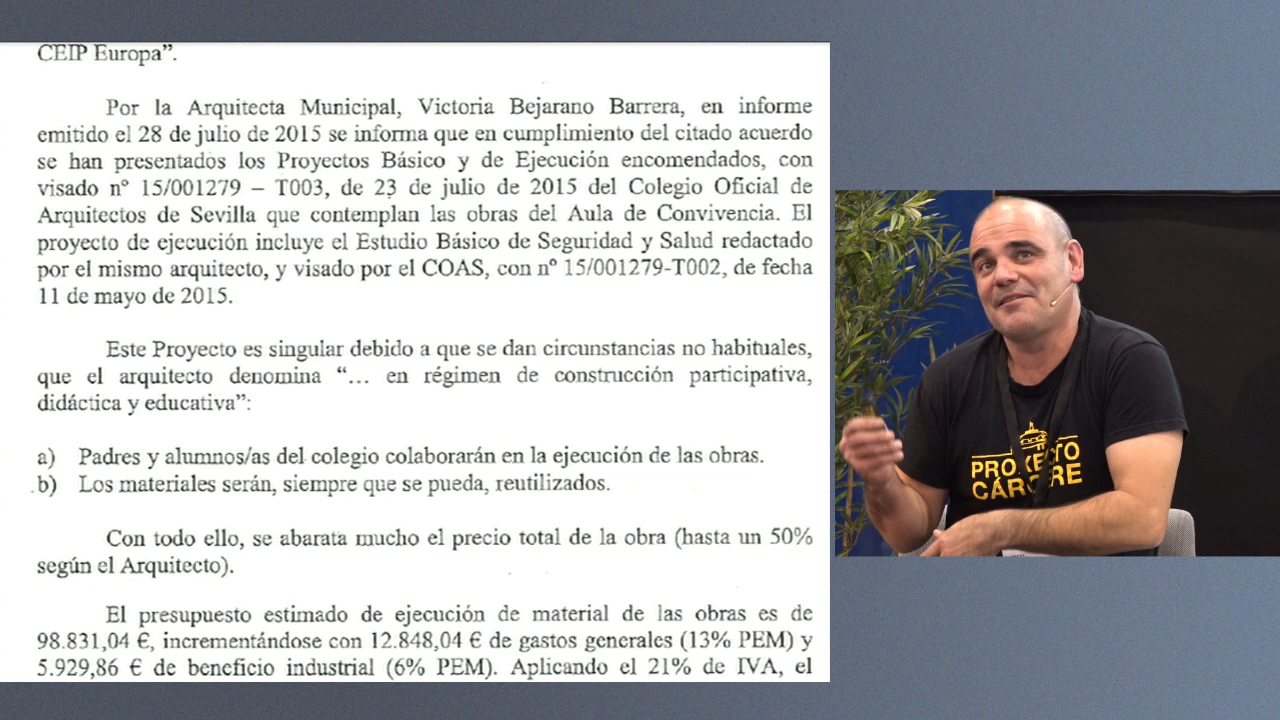 CEIP Europa”.
Por la Arquitecta Municipal, Victoria Bejarano Barrera, en informe
emitido el 28 de julio de 2015 se informa que en cumplimiento del citado acuerdo
se han presentados los Proyectos Básico y de Ejecución encomendados, con
visado nº 15/001279 – T003, de 23 de julio de 2015 del Colegio Oficial de
Arquitectos de Sevilla que contemplan las obras del Aula de Convivencia. El
proyecto de ejecución incluye el Estudio Básico de Seguridad y Salud redactado
por el mismo arquitecto, y visado por el COAS, con nº 15/001279-T002, de fecha
11 de mayo de 2015.
Este Proyecto es singular debido a que se dan circunstancias no habituales,
que el arquitecto denomina “… en régimen de construcción participativa,
didáctica y educativa”:
a) Padres y alumnos/as del colegio colaborarán en la ejecución de las obras.
b) Los materiales serán, siempre que se pueda, reutilizados.
Con todo ello, se abarata mucho el precio total de la obra (hasta un 50%
según el Arquitecto).
El presupuesto estimado de ejecución de material de las obras es de
98.831,04 €, incrementándose con 12.848,04 € de gastos generales (13% PEM) y
5.929,86 € de beneficio industrial (6% PEM). Aplicando el 21% de IVA, el
PROYECTO
CÁRCERE